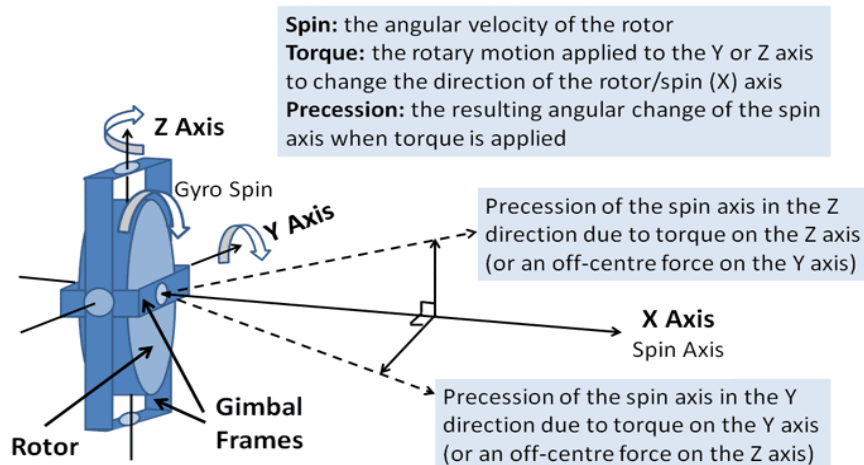 Spin: the angular velocity of the rotor
Torque: the rotary motion applied to the Y or Z axis
to change the direction of the rotor/spin (X) axis
Precession: the resulting angular change of the spin
axis when torque is applied
Z Axis
Gyro Spin
Y Axis
Precession of the spin axis in the Z
direction due to torque on the Z axis
(or an off-centre force on the Y axis)
X Axis
Spin Axis
Precession of the spin axis in the Y
direction due to torque on the Y axis
(or an off-centre force on the Z axis)
Gimbal
Frames
Rotor